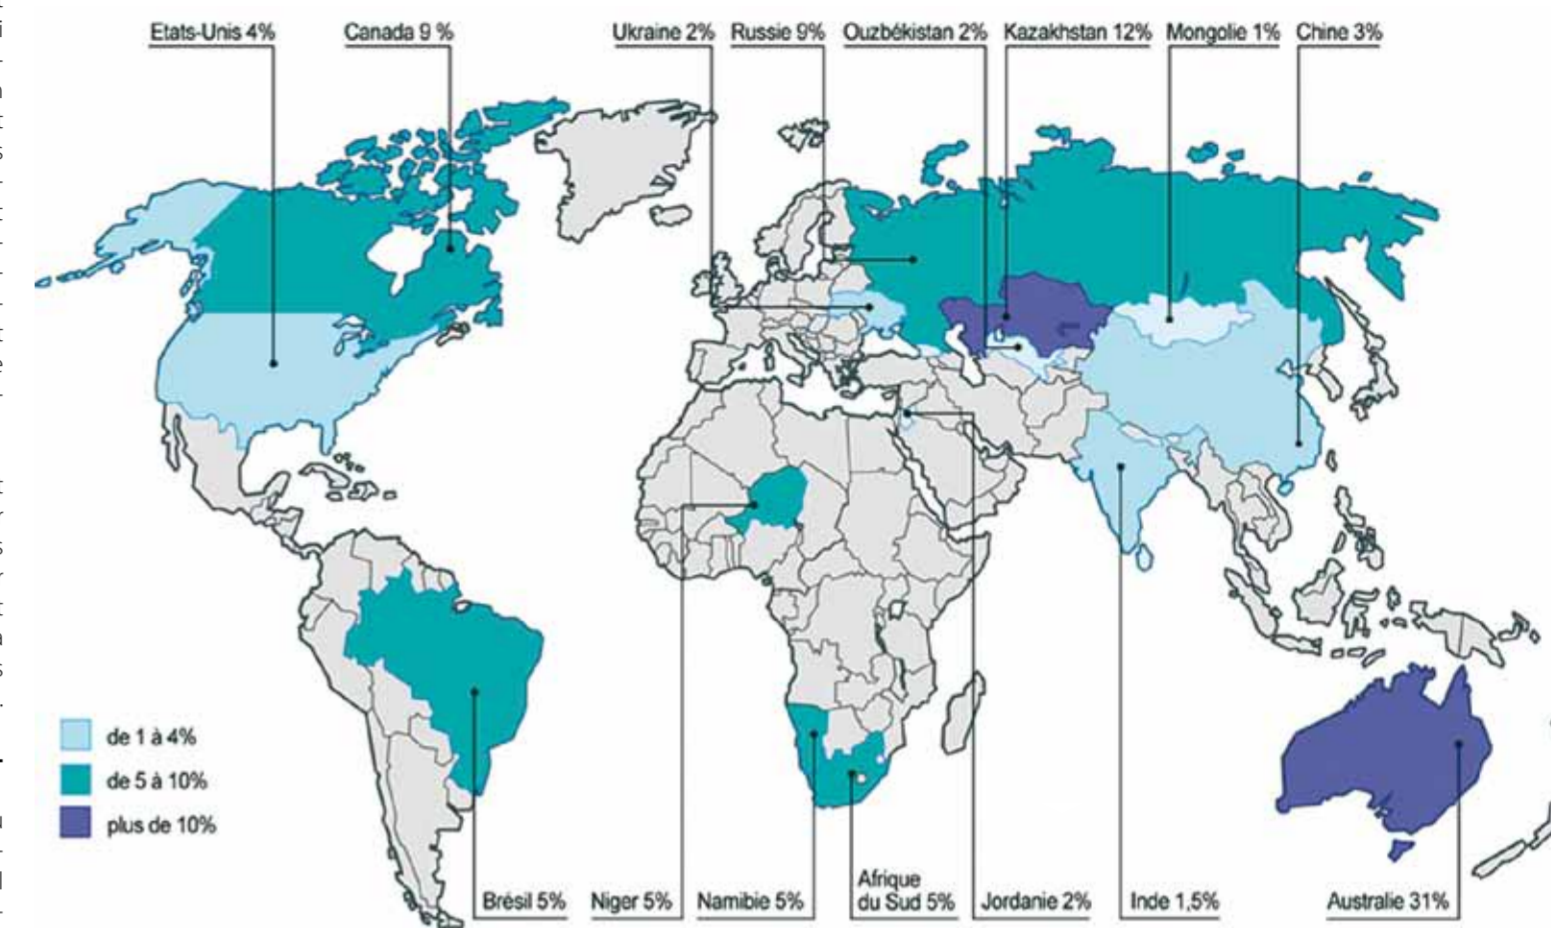 Etats-Unis 4%
Canada 9 %
Ukraine 2%
Russie 9%
Ouzbékistan 2%
Kazakhstan 12%
Mongolie 1%
Chine 3%
de 1 à 4%
de 5 à 10%
plus de 10%
Brésil 5%
Niger 5%
Namibie 5%
Afrique
du Sud 5%
Jordanie 2%
Inde 1,5%
Australie 31%